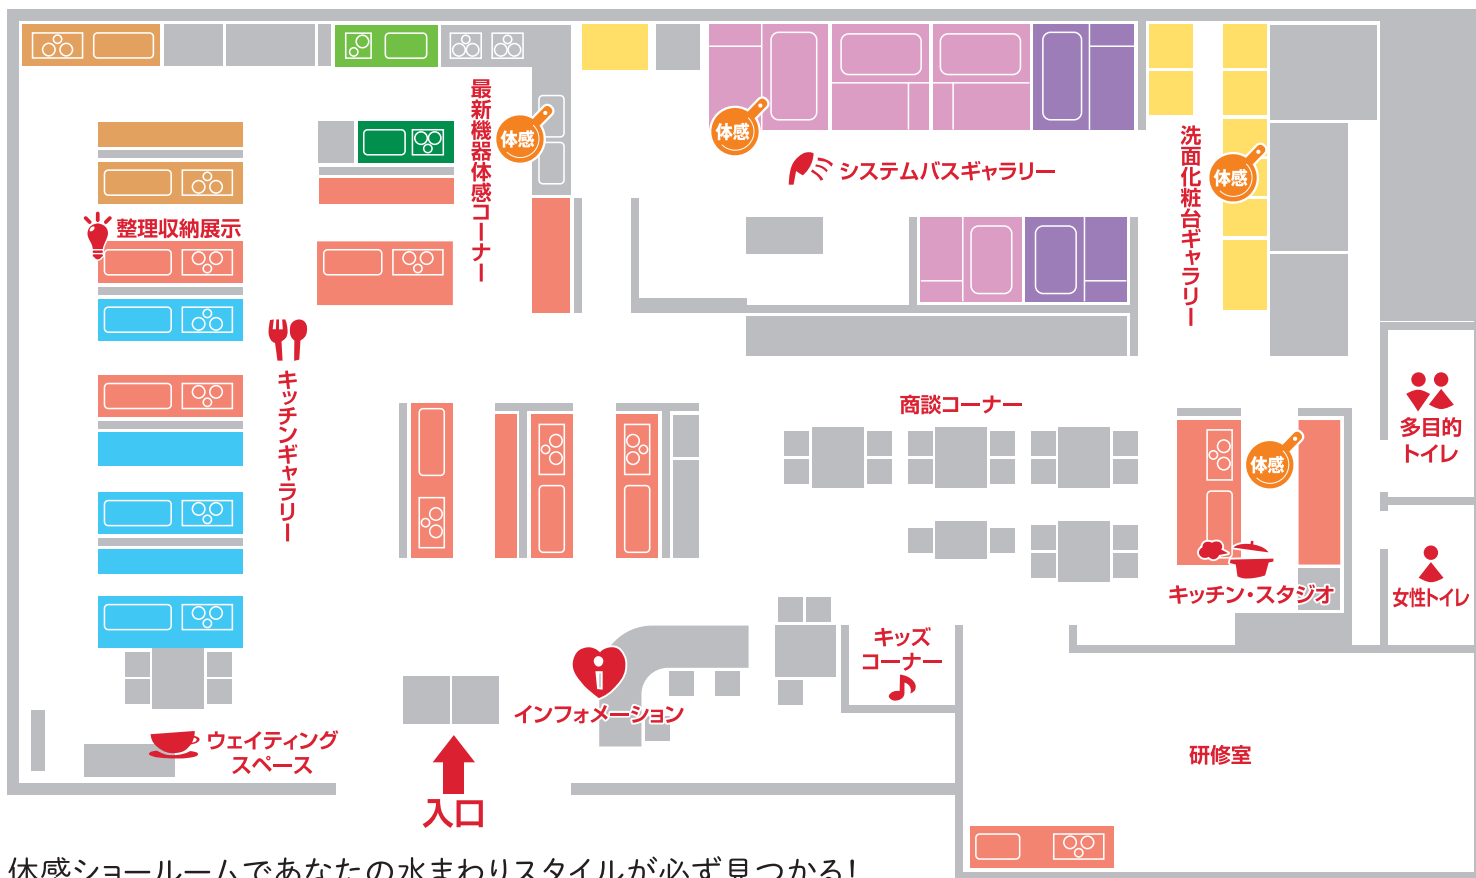 最新機器体感コーナー
体感
体感
システムバスギャラリー
洗面化粧台ギャラリー
体感
整理収納展示
キッチンギャラリー
商談コーナー
体感
多目的
トイレ
キッチン・スタジオ
女性トイレ
キッズ
コーナー
インフォメーション
ウェイティング
スペース
入口
研修室
体感ショールームであなたの水まわりスタイルが必ず見つかる!